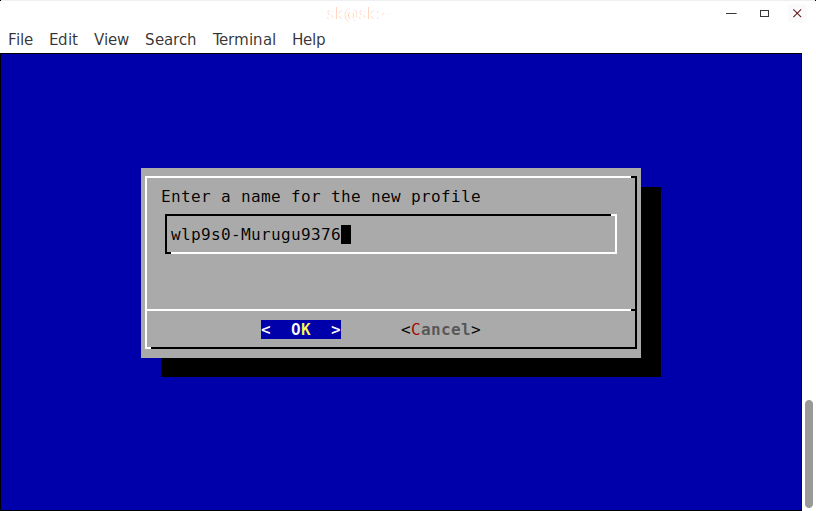 sk@sk:~
File Edit View Search Terminal Help
Enter a name for the new profile
wlp9s0-Murugu9376
< OK > <Cancel>